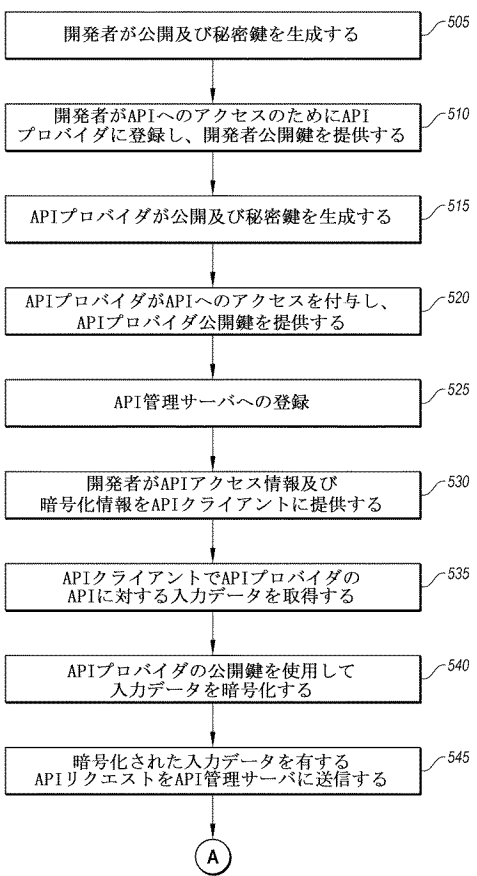 開発者が公開及び秘密鍵を生成する
505
開発者がAPIへのアクセスのためにAPI
プロバイダに登録し、開発者公開鍵を提供する
510
APIプロバイダが公開及び秘密鍵を生成する
515
APIプロバイダがAPIへのアクセスを付与し、
APIプロバイダ公開鍵を提供する
520
API管理サーバへの登録
525
開発者がAPIアクセス情報及び
暗号化情報をAPIクライアントに提供する
530
APIクライアントでAPIプロバイダの
APIに対する入力データを取得する
535
APIプロバイダの公開鍵を使用して
入力データを暗号化する
540
暗号化された入力データを有する
APIリクエストをAPI管理サーバに送信する
545
A